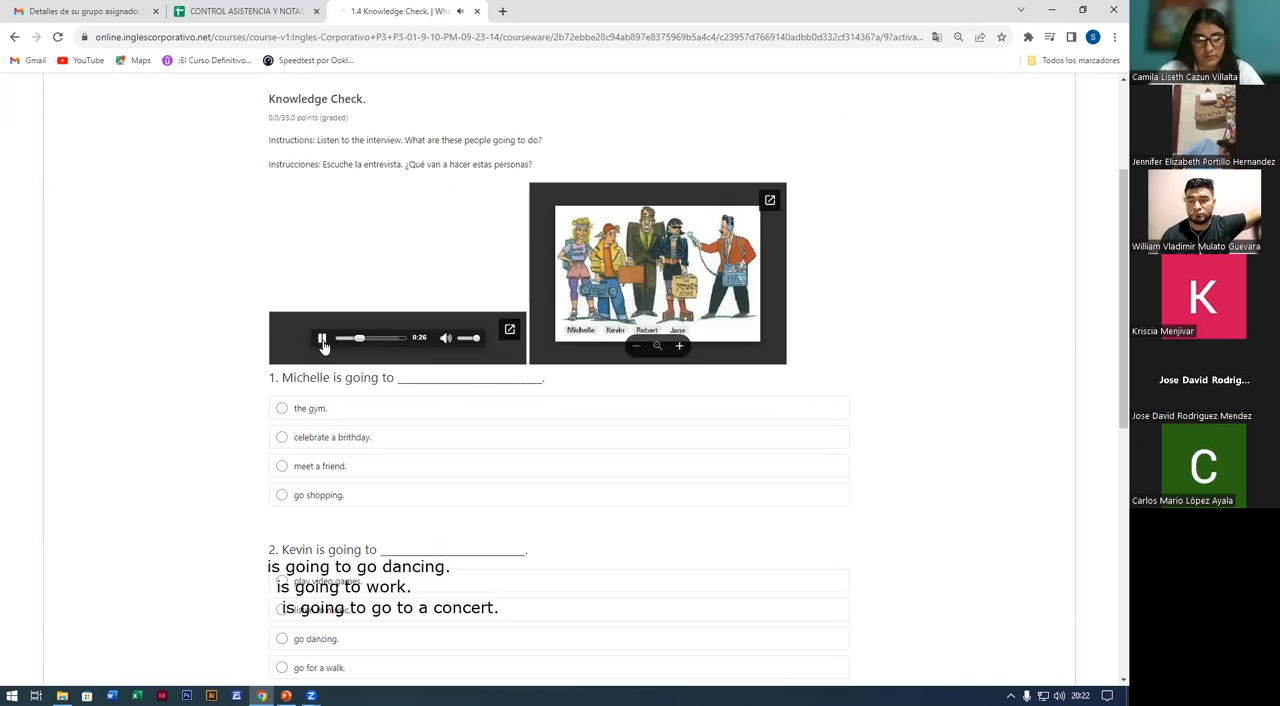 Detalles de su grupo asignado:
CONTROL ASISTENCIA Y NOTAS
1.4 Knowledge Check. | Wh
online.inglescorporativo.net/courses/course-v1:Ingles-Corporativo+P3+P3-01-9-10-PM-09-23-14/courseware/2b72ebbe28c94ab897e8375969b5a4c4/c23957d7669140adbb0d332cf314367a/9?activa...
Gmail
YouTube
Maps
¡El Curso Definitivo...
Speedtest por Ookl...
Todos los marcadores
Knowledge Check.
0.0/33.0 points (graded)
Instructions: Listen to the interview. What are these people going to do?
Instrucciones: Escuche la entrevista. ¿Qué van a hacer estas personas?
Michelle Kevin Robert Jane
0:26
1. Michelle is going to _________________________.
the gym.
celebrate a brithday.
meet a friend.
go shopping.
2. Kevin is going to _________________________.
is going to go dancing.
play video games.
is going to work.
is going to go to a concert.
go dancing.
go for a walk.
20:22
Camila Liseth Cazun Villalta
Jennifer Elizabeth Portillo Hernandez
William Vladimir Mulato Guevara
K
Kriscia Menjivar
Jose David Rodrig...
Jose David Rodriguez Mendez
C
Carlos Mario López Ayala